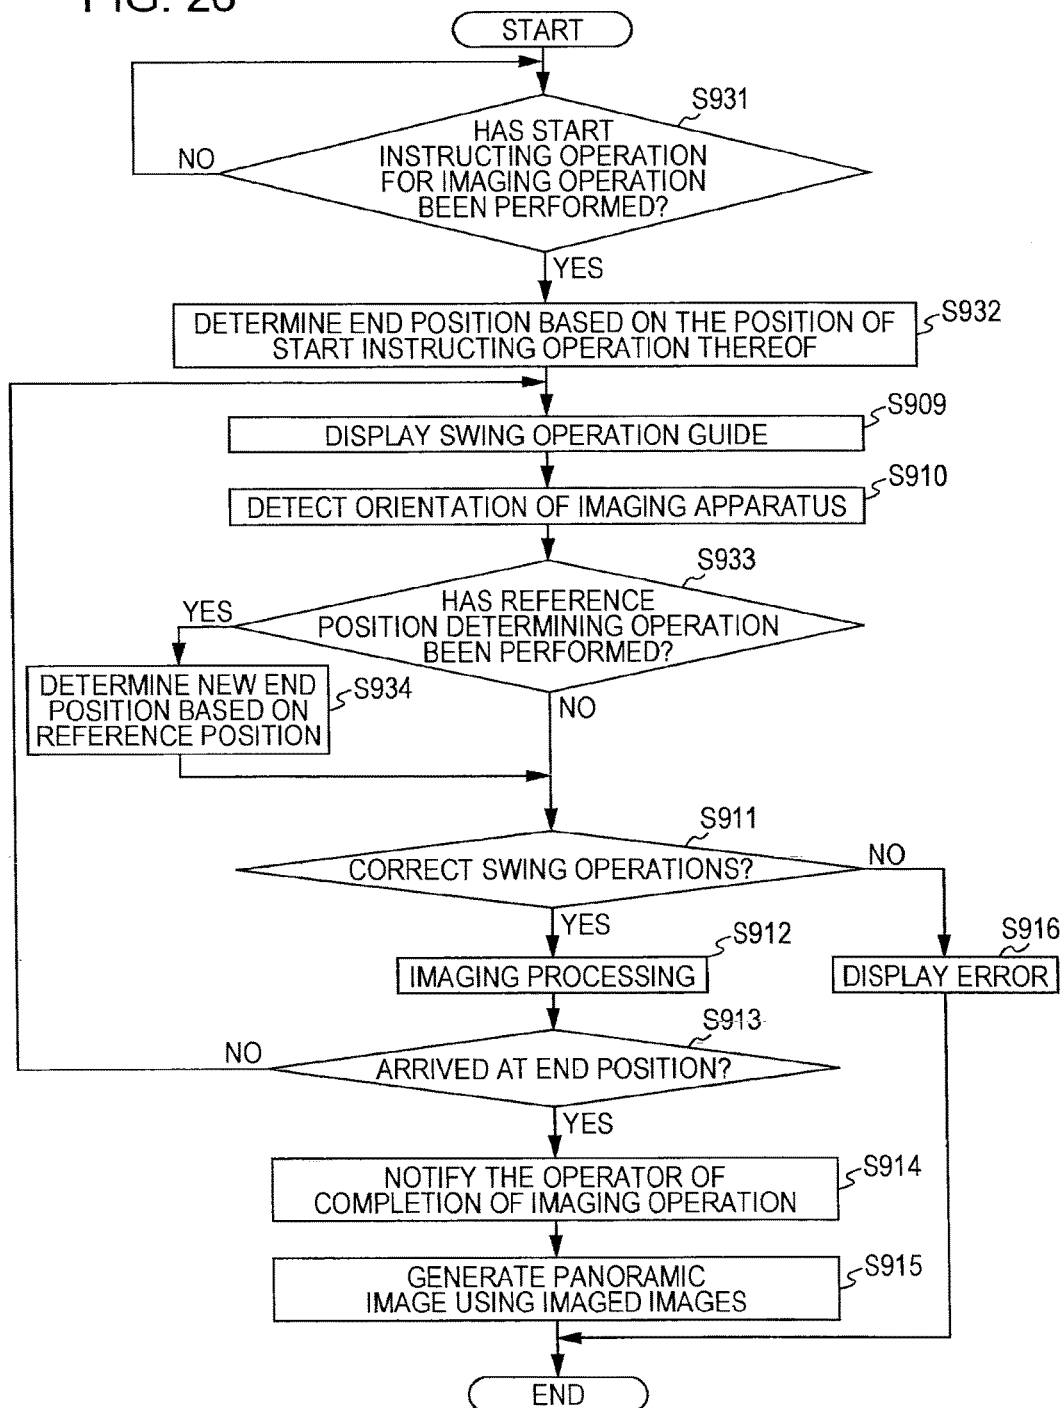 START
S931
HAS START
INSTRUCTING OPERATION
FOR IMAGING OPERATION
BEEN PERFORMED?
NO
YES
S932
DETERMINE END POSITION BASED ON THE POSITION OF
START INSTRUCTING OPERATION THEREOF
S909
DISPLAY SWING OPERATION GUIDE
S910
DETECT ORIENTATION OF IMAGING APPARATUS
S933
HAS REFERENCE
POSITION DETERMINING OPERATION
BEEN PERFORMED?
YES
NO
DETERMINE NEW END
POSITION BASED ON
REFERENCE POSITION
S934
S911
CORRECT SWING OPERATIONS?
NO
YES
S912
IMAGING PROCESSING
S916
DISPLAY ERROR
S913
ARRIVED AT END POSITION?
NO
YES
S914
NOTIFY THE OPERATOR OF
COMPLETION OF IMAGING OPERATION
S915
GENERATE PANORAMIC
IMAGE USING IMAGED IMAGES
END